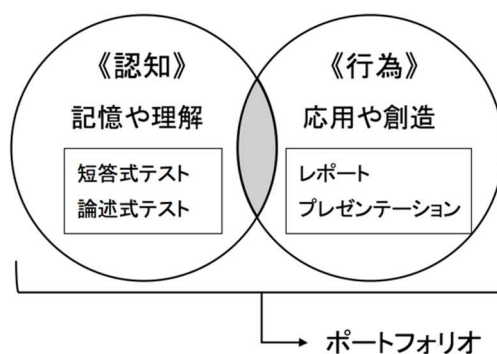 《認知》
記憶や理解
短答式テスト
論述式テスト
《行為》
応用や創造
レポート
プレゼンテーション
ポートフォリオ